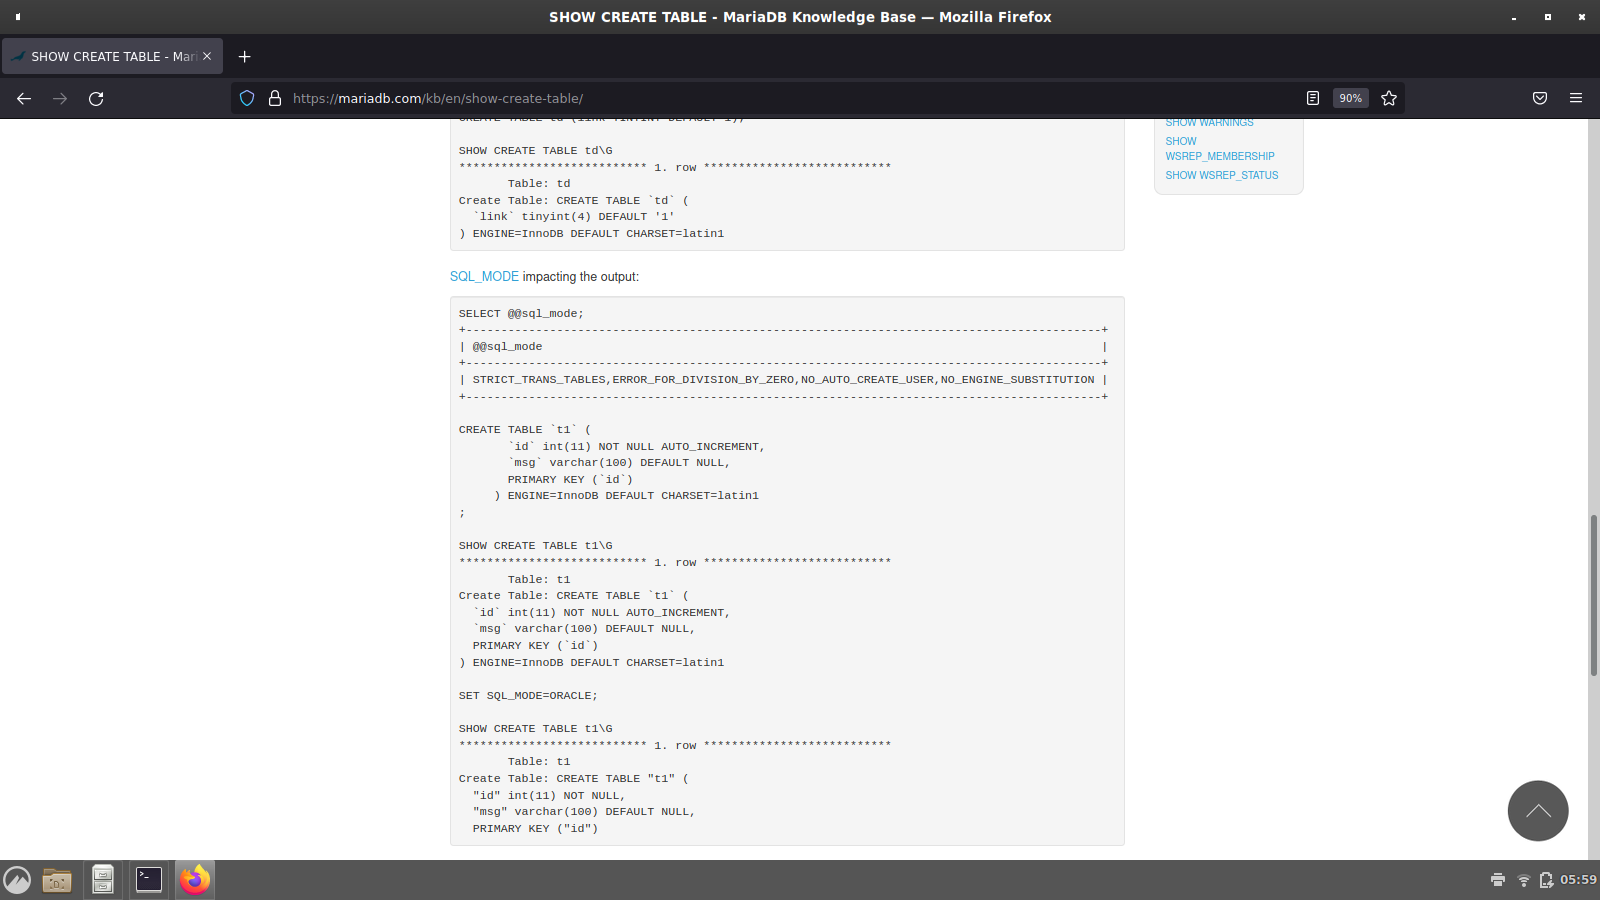 SHOW CREATE TABLE - MariaDB Knowledge Base — Mozilla Firefox
SHOW CREATE TABLE - Mari
https://mariadb.com/kb/en/show-create-table/
90%
SHOW CREATE TABLE td\G
*************************** 1. row ***************************
       Table: td
Create Table: CREATE TABLE `td` (
  `link` tinyint(4) DEFAULT '1'
) ENGINE=InnoDB DEFAULT CHARSET=latin1
SQL_MODE impacting the output:
SELECT @@sql_mode;
+-------------------------------------------------------------------------------------------+
| @@sql_mode                                                                                |
+-------------------------------------------------------------------------------------------+
| STRICT_TRANS_TABLES,ERROR_FOR_DIVISION_BY_ZERO,NO_AUTO_CREATE_USER,NO_ENGINE_SUBSTITUTION |
+-------------------------------------------------------------------------------------------+
CREATE TABLE `t1` (
       `id` int(11) NOT NULL AUTO_INCREMENT,
       `msg` varchar(100) DEFAULT NULL,
       PRIMARY KEY (`id`)
     ) ENGINE=InnoDB DEFAULT CHARSET=latin1
;
SHOW CREATE TABLE t1\G
*************************** 1. row ***************************
       Table: t1
Create Table: CREATE TABLE `t1` (
  `id` int(11) NOT NULL AUTO_INCREMENT,
  `msg` varchar(100) DEFAULT NULL,
  PRIMARY KEY (`id`)
) ENGINE=InnoDB DEFAULT CHARSET=latin1
SET SQL_MODE=ORACLE;
SHOW CREATE TABLE t1\G
*************************** 1. row ***************************
       Table: t1
Create Table: CREATE TABLE "t1" (
  "id" int(11) NOT NULL,
  "msg" varchar(100) DEFAULT NULL,
  PRIMARY KEY ("id")
SHOW WARNINGS
SHOW
WSREP_MEMBERSHIP
SHOW WSREP_STATUS
05:59